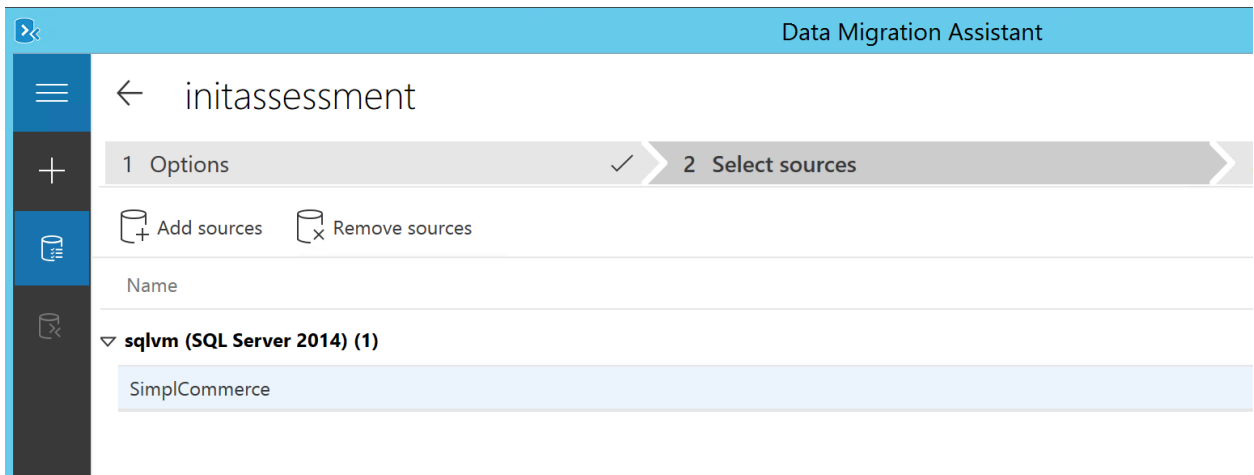 Data Migration Assistant
initassessment
1 Options
2 Select sources
Add sources
Remove sources
Name
sqlvm (SQL Server 2014) (1)
SimplCommerce